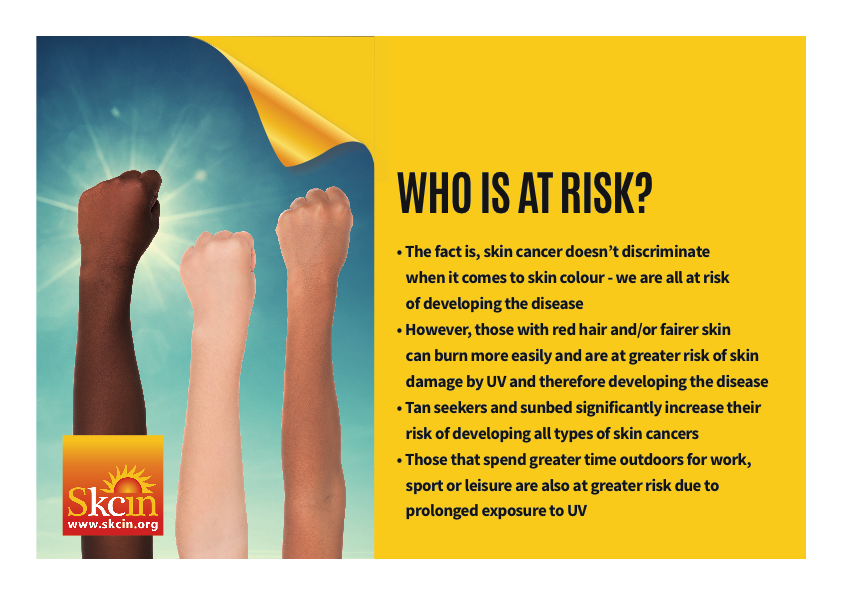 WHO IS AT RISK?
• The fact is, skin cancer doesn’t discriminate
when it comes to skin colour - we are all at risk
of developing the disease
• However, those with red hair and/or fairer skin
can burn more easily and are at greater risk of skin
damage by UV and therefore developing the disease
• Tan seekers and sunbed significantly increase their
risk of developing all types of skin cancers
• Those that spend greater time outdoors for work,
sport or leisure are also at greater risk due to
prolonged exposure to UV
Skcin
www.skcin.org